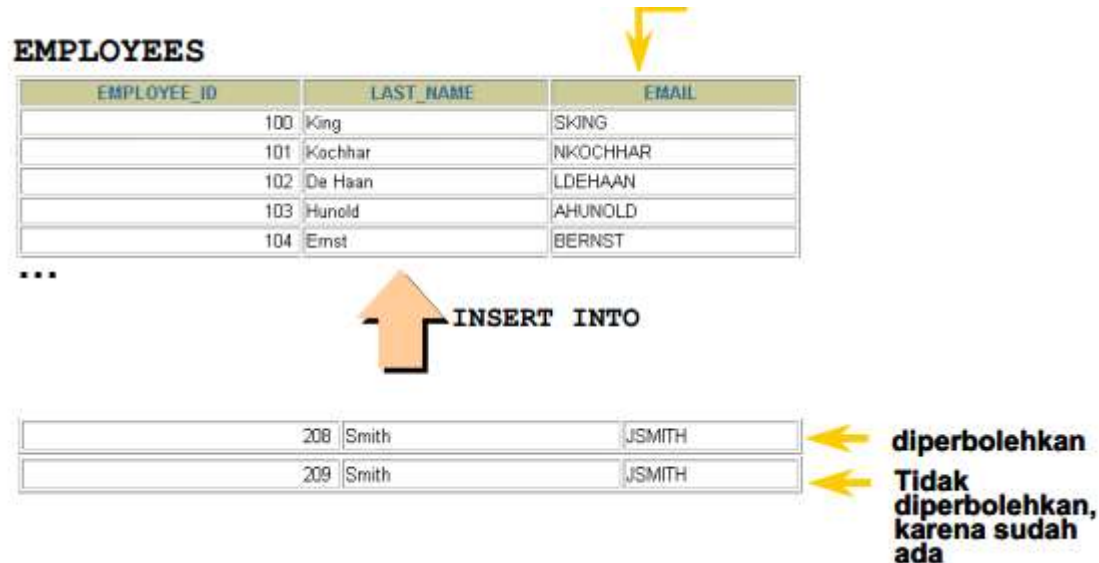 EMPLOYEES
EMPLOYEE_ID LAST_NAME EMAIL
100 King SKING
101 Kochhar NKOCHHAR
102 De Haan LDEHAAN
103 Hunold AHUNOLD
104 Ernst BERNST
...
INSERT INTO
208 Smith JSMITH
diperbolehkan
209 Smith JSMITH
Tidak
diperbolehkan,
karena sudah
ada